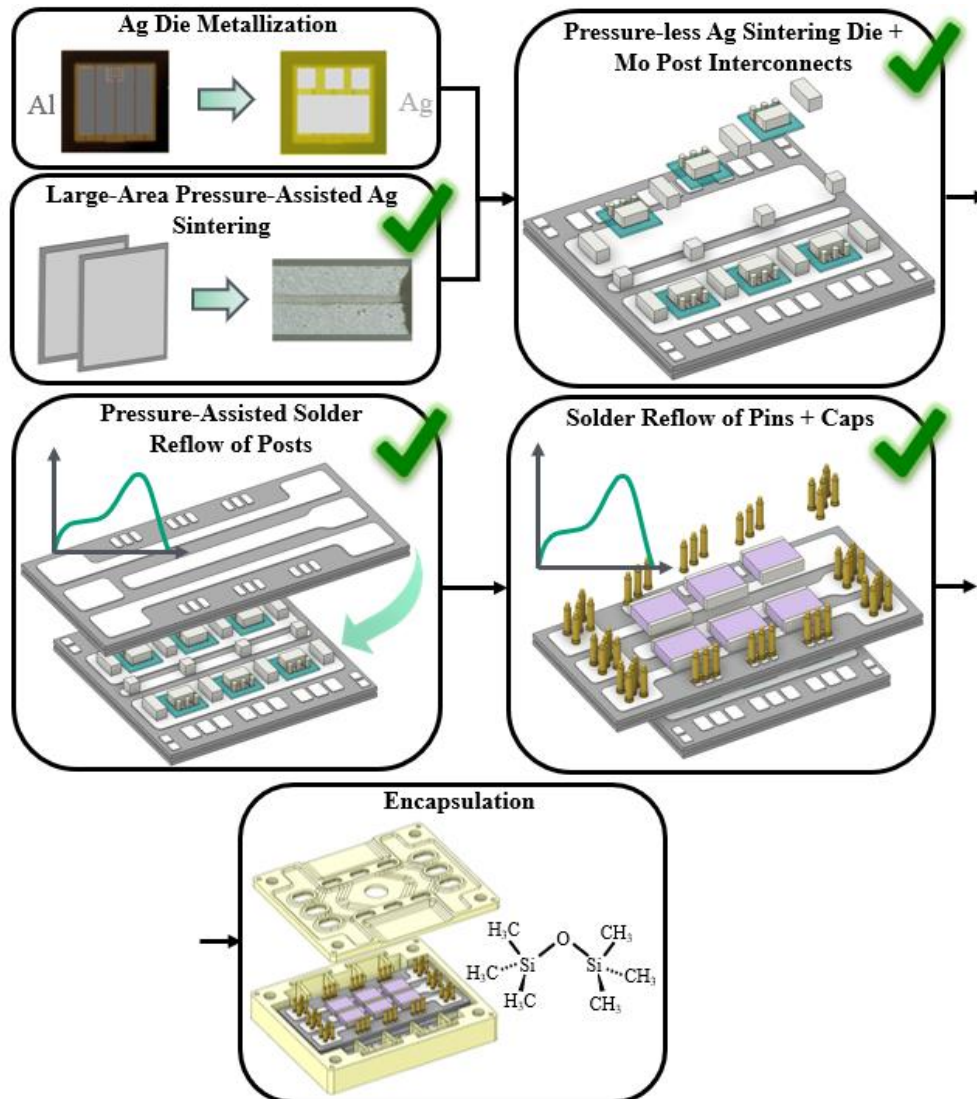 Ag Die Metallization
Al
Ag
Large-Area Pressure-Assisted Ag
Sintering
Pressure-less Ag Sintering Die +
Mo Post Interconnects
Pressure-Assisted Solder
Reflow of Posts
Solder Reflow of Pins + Caps
Encapsulation
H₃C
O
CH₃
H₃C
Si
Si
CH₃
H₃C
CH₃